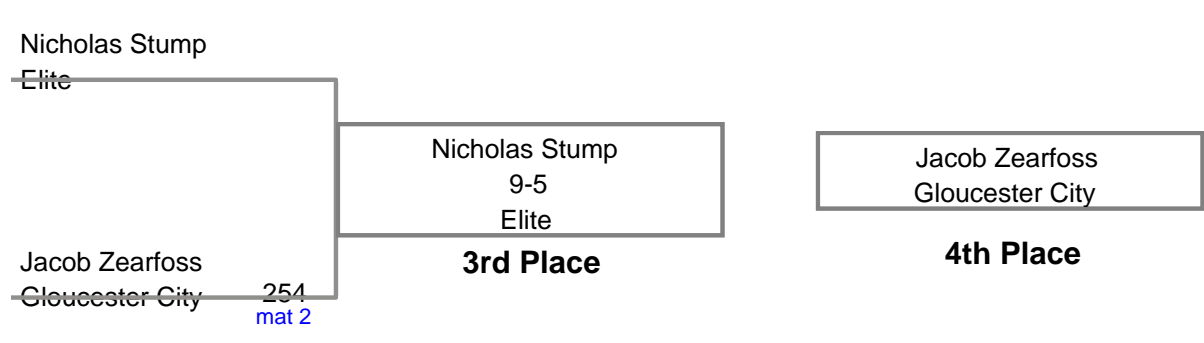 Nicholas Stump
Elite
Nicholas Stump
9-5
Elite
3rd Place
Jacob Zearfoss
Gloucester City
4th Place
Jacob Zearfoss
Gloucester City 254
mat 2